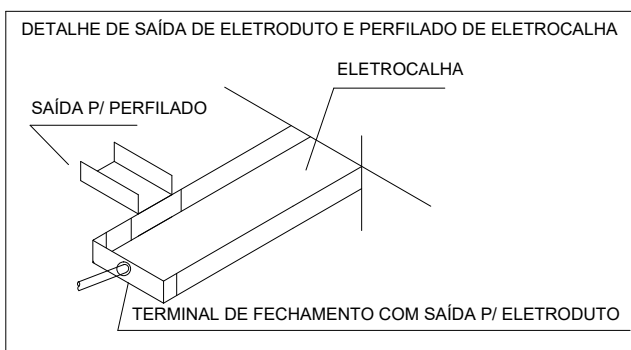 DETALHE DE SAÍDA DE ELETRODUTO E PERFILADO DE ELETROCALHA
ELETROCALHA
SAÍDA P/ PERFILADO
TERMINAL DE FECHAMENTO COM SAÍDA P/ ELETRODUTO